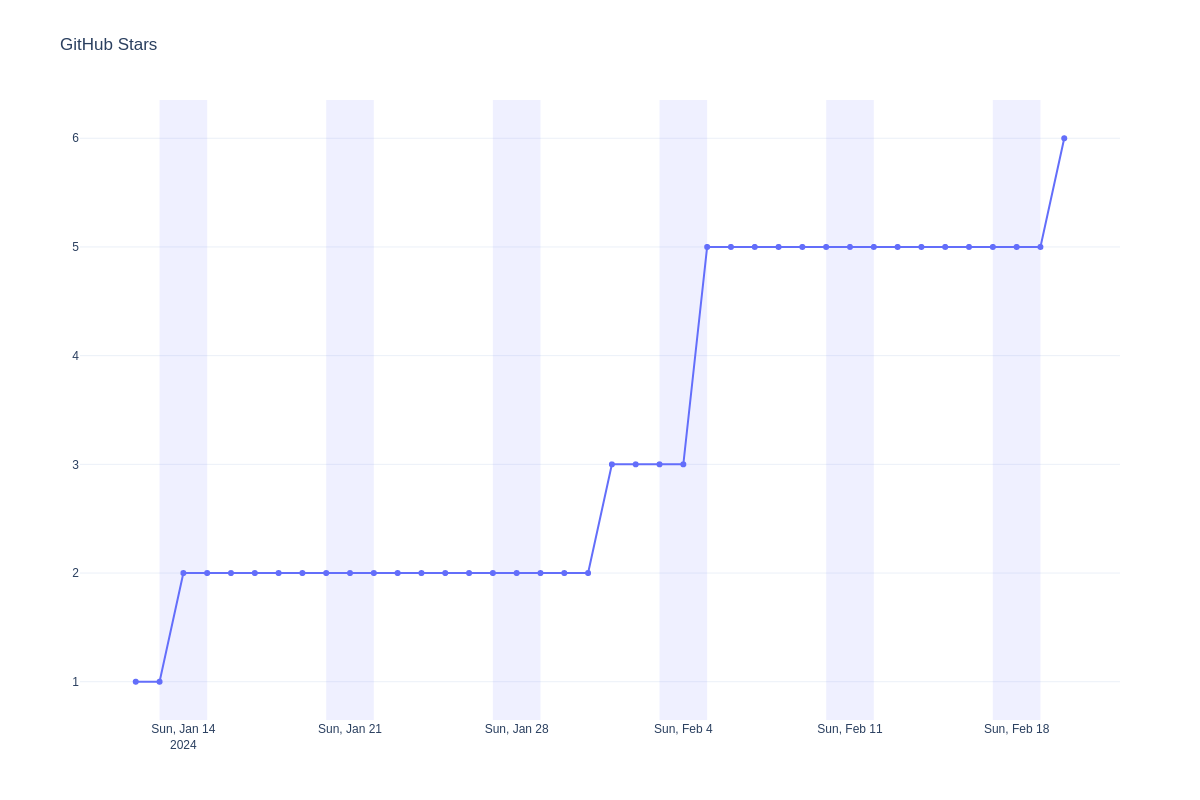 GitHub Stars
6
5
4
3
2
1
Sun, Jan 14
2024
Sun, Jan 21
Sun, Jan 28
Sun, Feb 4
Sun, Feb 11
Sun, Feb 18